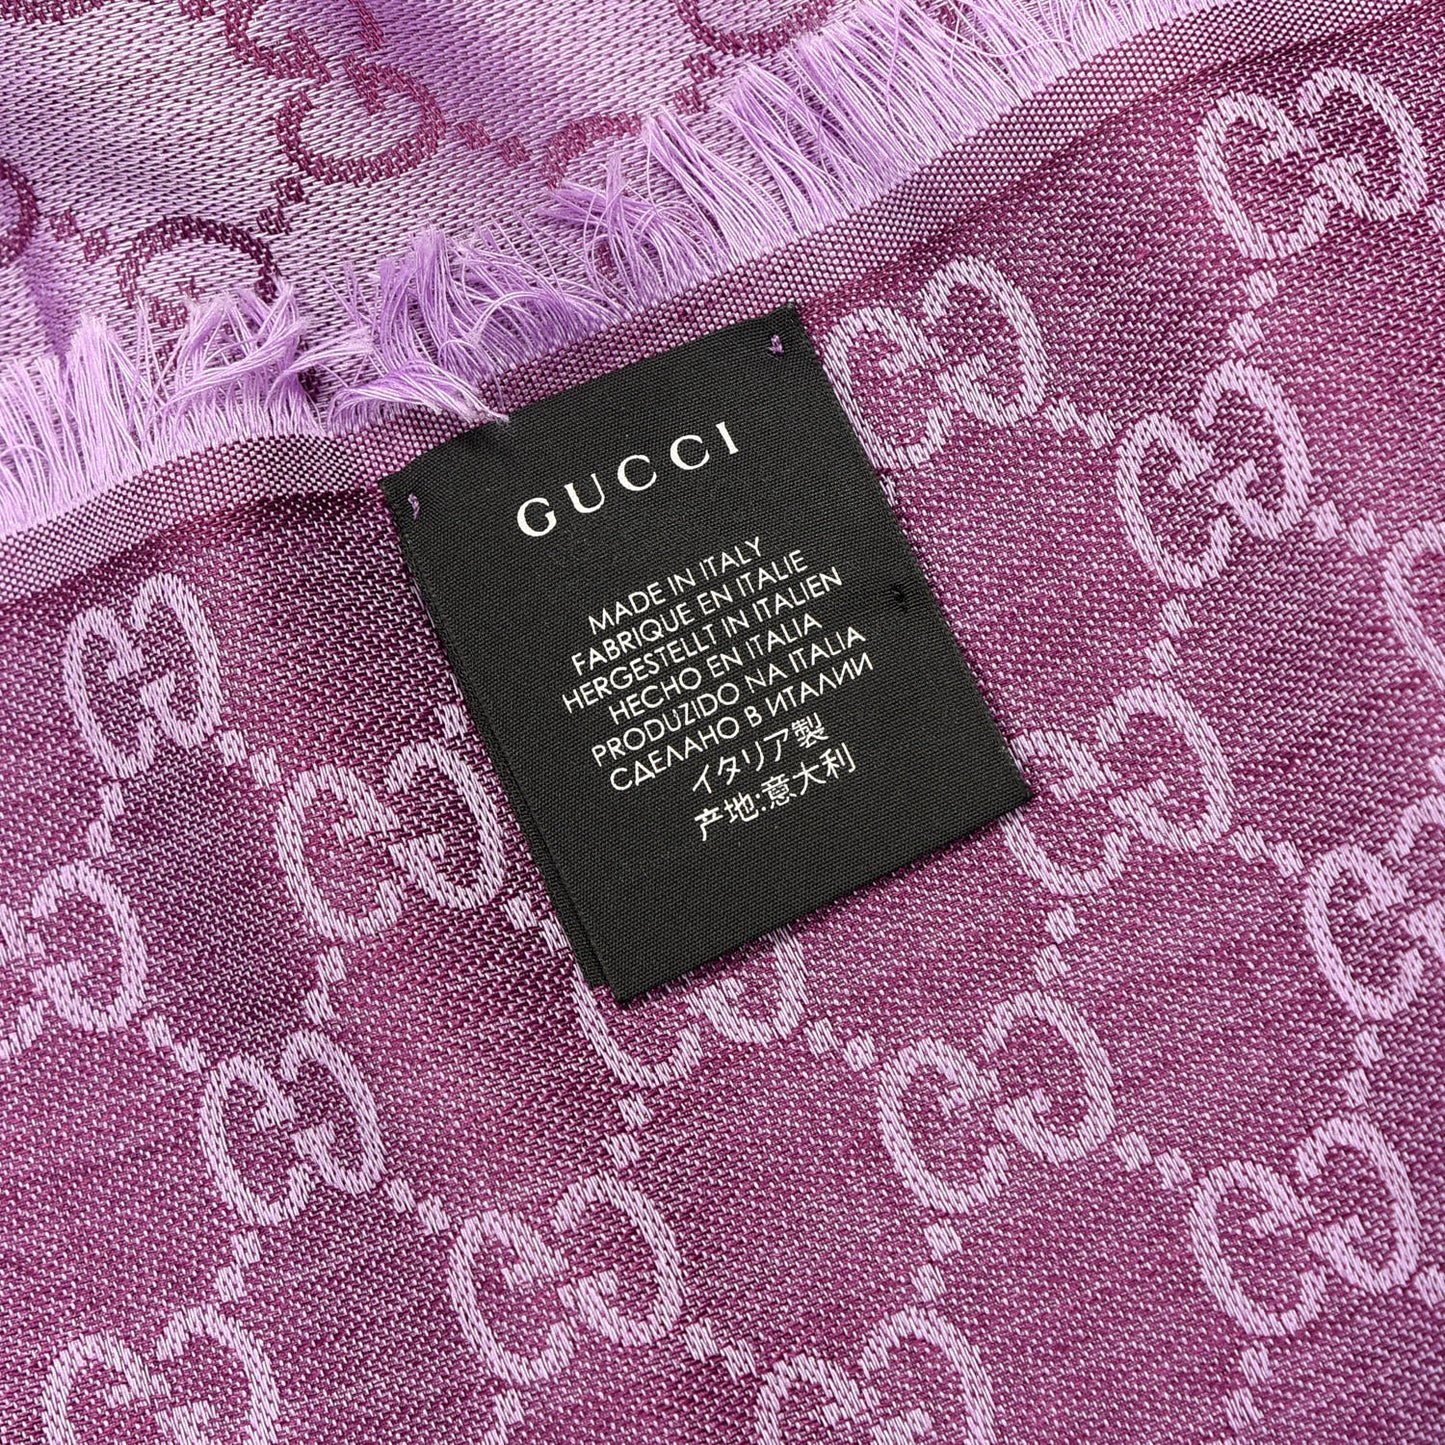 GUCCI
MADE IN ITALY
FABRIQUE EN ITALIE
HERGESTELLT IN ITALIEN
HECHO EN ITALIA
PRODUZIDO NA ITALIA
СДЕЛАНО В ИТАЛИИ
イタリア製
产地:意大利